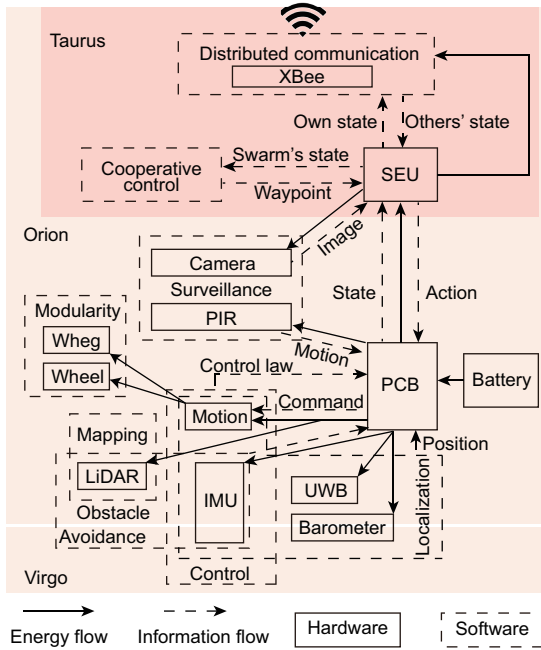 Taurus
Distributed communication
XBee
Own state
Others' state
Swarm's state
Cooperative
control
SEU
Waypoint
Orion
Image
Camera
Surveillance
State
Action
Modularity
PIR
Wheg
Motion
Control law
Wheel
PCB
Battery
Command
Motion
Mapping
Position
LiDAR
IMU
UWB
Localization
Obstacle
Barometer
Avoidance
Virgo
Control
Energy flow
Information flow
Hardware
Software